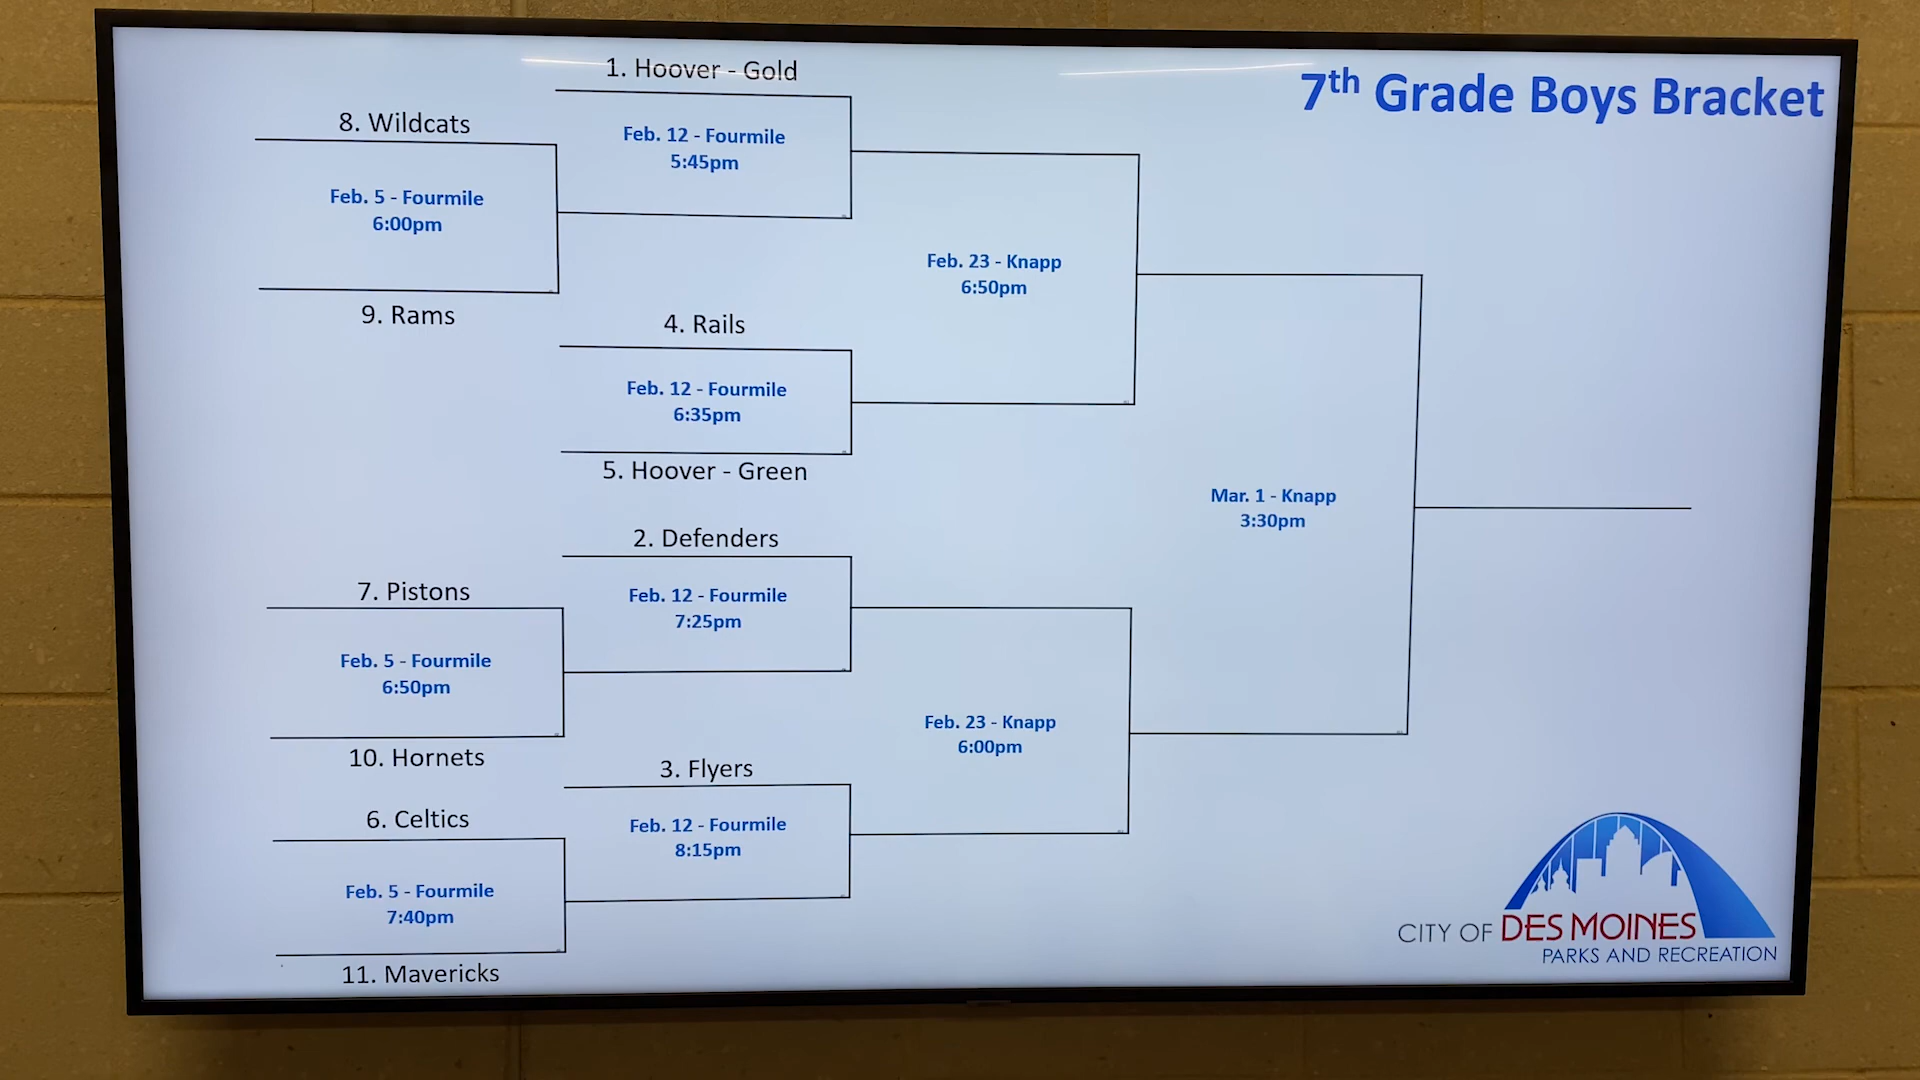 7th Grade Boys Bracket
1. Hoover - Gold
8. Wildcats
Feb. 12 - Fourmile
5:45pm
Feb. 5 - Fourmile
6:00pm
9. Rams
Feb. 23 - Knapp
6:50pm
4. Rails
Feb. 12 - Fourmile
6:35pm
5. Hoover - Green
Mar. 1 - Knapp
3:30pm
2. Defenders
7. Pistons
Feb. 12 - Fourmile
7:25pm
Feb. 5 - Fourmile
6:50pm
10. Hornets
Feb. 23 - Knapp
6:00pm
3. Flyers
6. Celtics
Feb. 12 - Fourmile
8:15pm
Feb. 5 - Fourmile
7:40pm
11. Mavericks
CITY OF DES MOINES
PARKS AND RECREATION